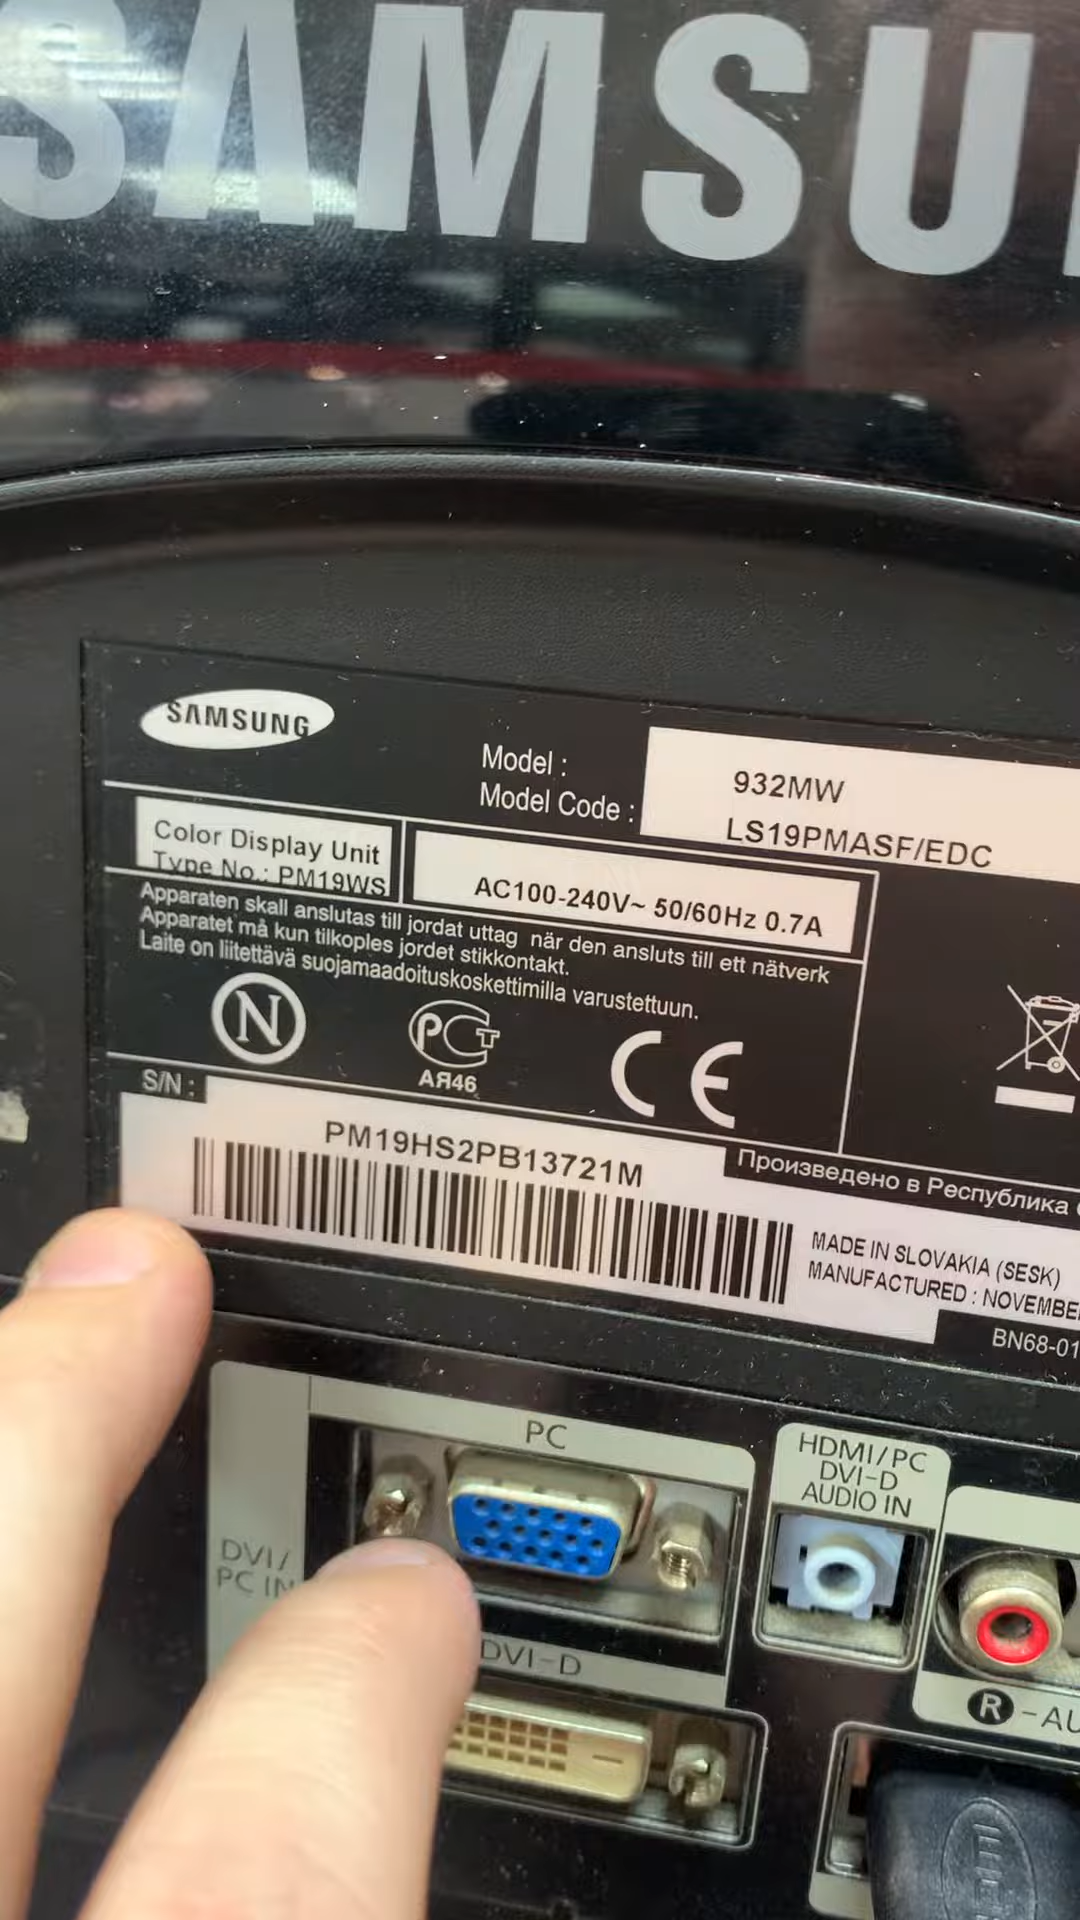 SAMSU
SAMSUNG
Model :
932MW
Model Code :
LS19PMASF/EDC
Color Display Unit
Type No.: PM19WS
AC100-240V~ 50/60Hz 0.7A
Apparaten skall anslutas till jordat uttag när den ansluts till ett nätverk
Apparatet må kun tilkoples jordet stikkontakt.
Laite on liitettävä suojamaadoituskoskettimilla varustettuun.
N
PCT
АЯ46
CE
S/N :
PM19HS2PB13721M
Произведено в Республика
MADE IN SLOVAKIA (SESK)
MANUFACTURED : NOVEMBE
BN68-01
PC
HDMI/PC
DVI-D
AUDIO IN
DVI/
PC IN
DVI-D
R-AU